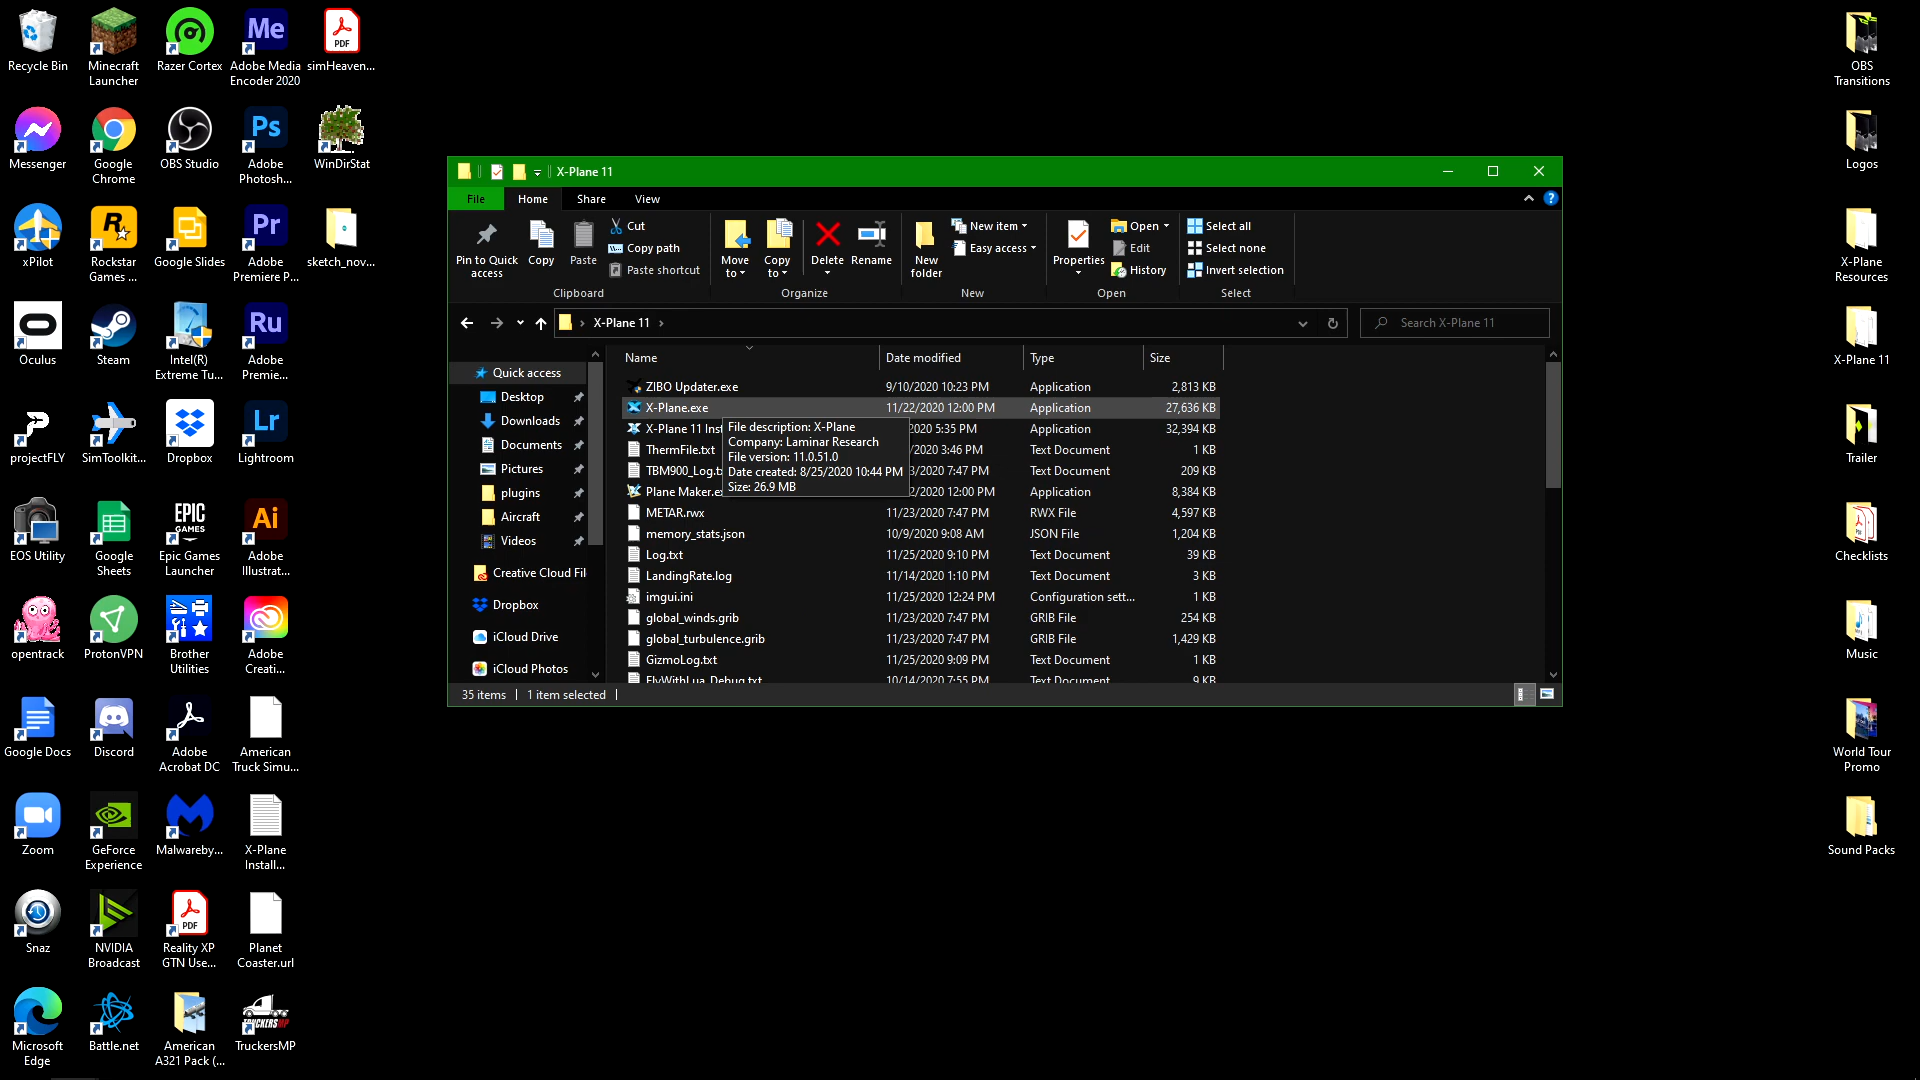 Recycle Bin
Minecraft
Launcher
Razer Cortex
Adobe Media
Encoder 2020
simHeaven...
Messenger
Google
Chrome
OBS Studio
Adobe
Photosh...
WinDirStat
xPilot
Rockstar
Games ...
Google Slides
Adobe
Premiere P...
sketch_nov...
Oculus
Steam
Intel(R)
Extreme Tu...
Adobe
Premie...
projectFLY
SimToolkit...
Dropbox
Lightroom
EOS Utility
Google
Sheets
Epic Games
Launcher
Adobe
Illustrat...
opentrack
ProtonVPN
Brother
Utilities
Adobe
Creati...
Google Docs
Discord
Adobe
Acrobat DC
American
Truck Simu...
Zoom
GeForce
Experience
Malwareby...
X-Plane
Install...
Snaz
NVIDIA
Broadcast
Reality XP
GTN Use...
Planet
Coaster.url
Microsoft
Edge
Battle.net
American
A321 Pack (...
TruckersMP
Me
PDF
Ps
R
Pr
Ru
Lr
EPIC
GAMES
Ai
PDF
TRUCKERSMP
X-Plane 11
File
Home
Share
View
Pin to Quick
access
Copy
Paste
Cut
Copy path
Paste shortcut
Clipboard
Move
to
Copy
to
Delete
Rename
Organize
New
folder
New item
Easy access
New
Properties
Open
Edit
History
Open
Select all
Select none
Invert selection
Select
X-Plane 11
Search X-Plane 11
Quick access
Desktop
Downloads
Documents
Pictures
plugins
Aircraft
Videos
Creative Cloud Fil
Dropbox
iCloud Drive
iCloud Photos
Name Date modified Type Size
ZIBO Updater.exe 9/10/2020 10:23 PM Application 2,813 KB
X-Plane.exe 11/22/2020 12:00 PM Application 27,636 KB
X-Plane 11 Inst 2020 5:35 PM Application 32,394 KB
ThermFile.txt /2020 3:46 PM Text Document 1 KB
TBM900_Log.tx 3/2020 7:47 PM Text Document 209 KB
Plane Maker.ex 2/2020 12:00 PM Application 8,384 KB
METAR.rwx 11/23/2020 7:47 PM RWX File 4,597 KB
memory_stats.json 10/9/2020 9:08 AM JSON File 1,204 KB
Log.txt 11/25/2020 9:10 PM Text Document 39 KB
LandingRate.log 11/14/2020 1:10 PM Text Document 3 KB
imgui.ini 11/25/2020 12:24 PM Configuration sett... 1 KB
global_winds.grib 11/23/2020 7:47 PM GRIB File 254 KB
global_turbulence.grib 11/23/2020 7:47 PM GRIB File 1,429 KB
GizmoLog.txt 11/25/2020 9:09 PM Text Document 1 KB
FlyWithLua_Debug.txt 10/14/2020 7:55 PM Text Document 9 KB
File description: X-Plane
Company: Laminar Research
File version: 11.0.51.0
Date created: 8/25/2020 10:44 PM
Size: 26.9 MB
35 items
1 item selected
OBS
Transitions
Logos
X-Plane
Resources
X-Plane 11
Trailer
Checklists
Music
World Tour
Promo
Sound Packs